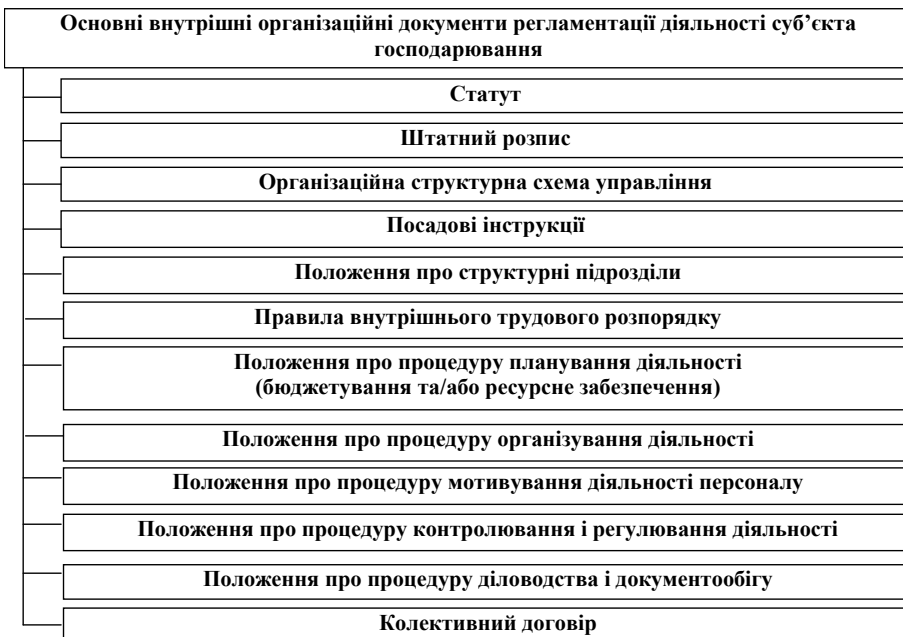 Основні внутрішні організаційні документи регламентації діяльності суб’єкта
господарювання
Статут
Штатний розпис
Організаційна структурна схема управління
Посадові інструкції
Положення про структурні підрозділи
Правила внутрішнього трудового розпорядку
Положення про процедуру планування діяльності
(бюджетування та/або ресурсне забезпечення)
Положення про процедуру організування діяльності
Положення про процедуру мотивування діяльності персоналу
Положення про процедуру контролювання і регулювання діяльності
Положення про процедуру діловодства і документообігу
Колективний договір